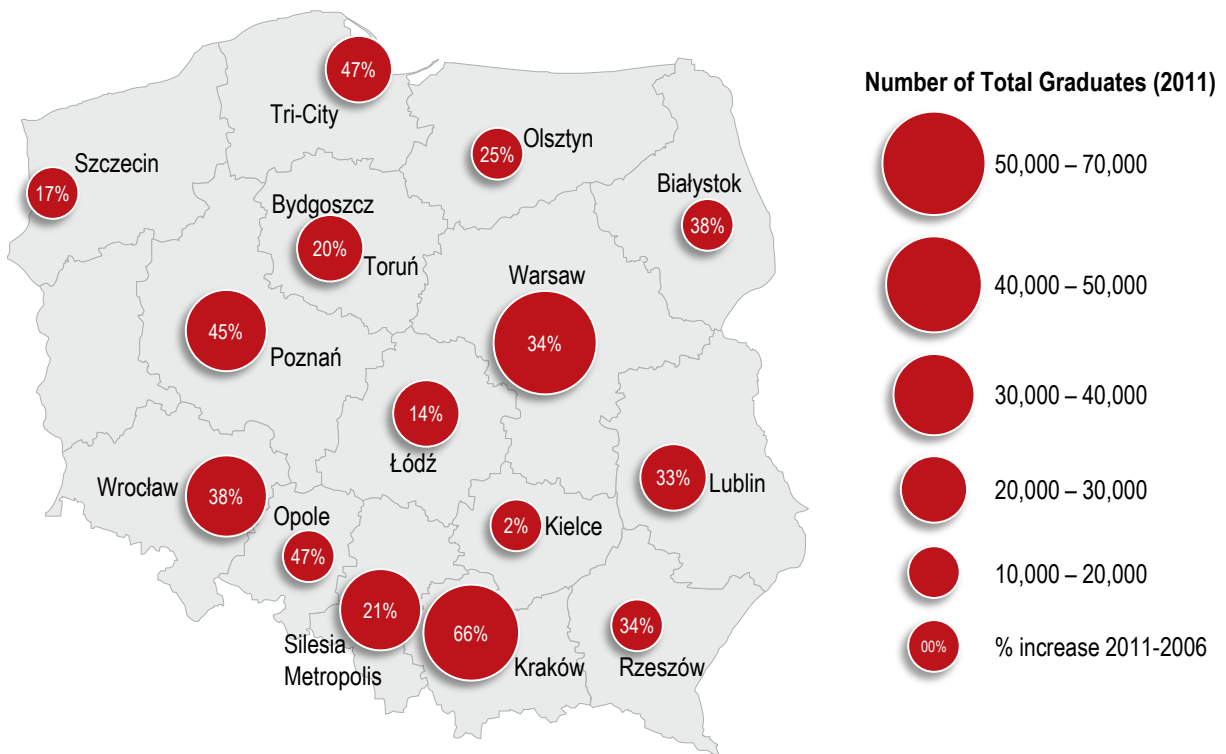 47%
Tri-City
Szczecin
17%
25%
Olsztyn
Białystok
38%
Bydgoszcz
20%
Toruń
Warsaw
34%
45%
Poznań
14%
Łódź
33%
Lublin
Wrocław
38%
Opole
47%
2%
Kielce
21%
Silesia
Metropolis
66%
Kraków
34%
Rzeszów
Number of Total Graduates (2011)
50,000 – 70,000
40,000 – 50,000
30,000 – 40,000
20,000 – 30,000
10,000 – 20,000
00%
% increase 2011-2006